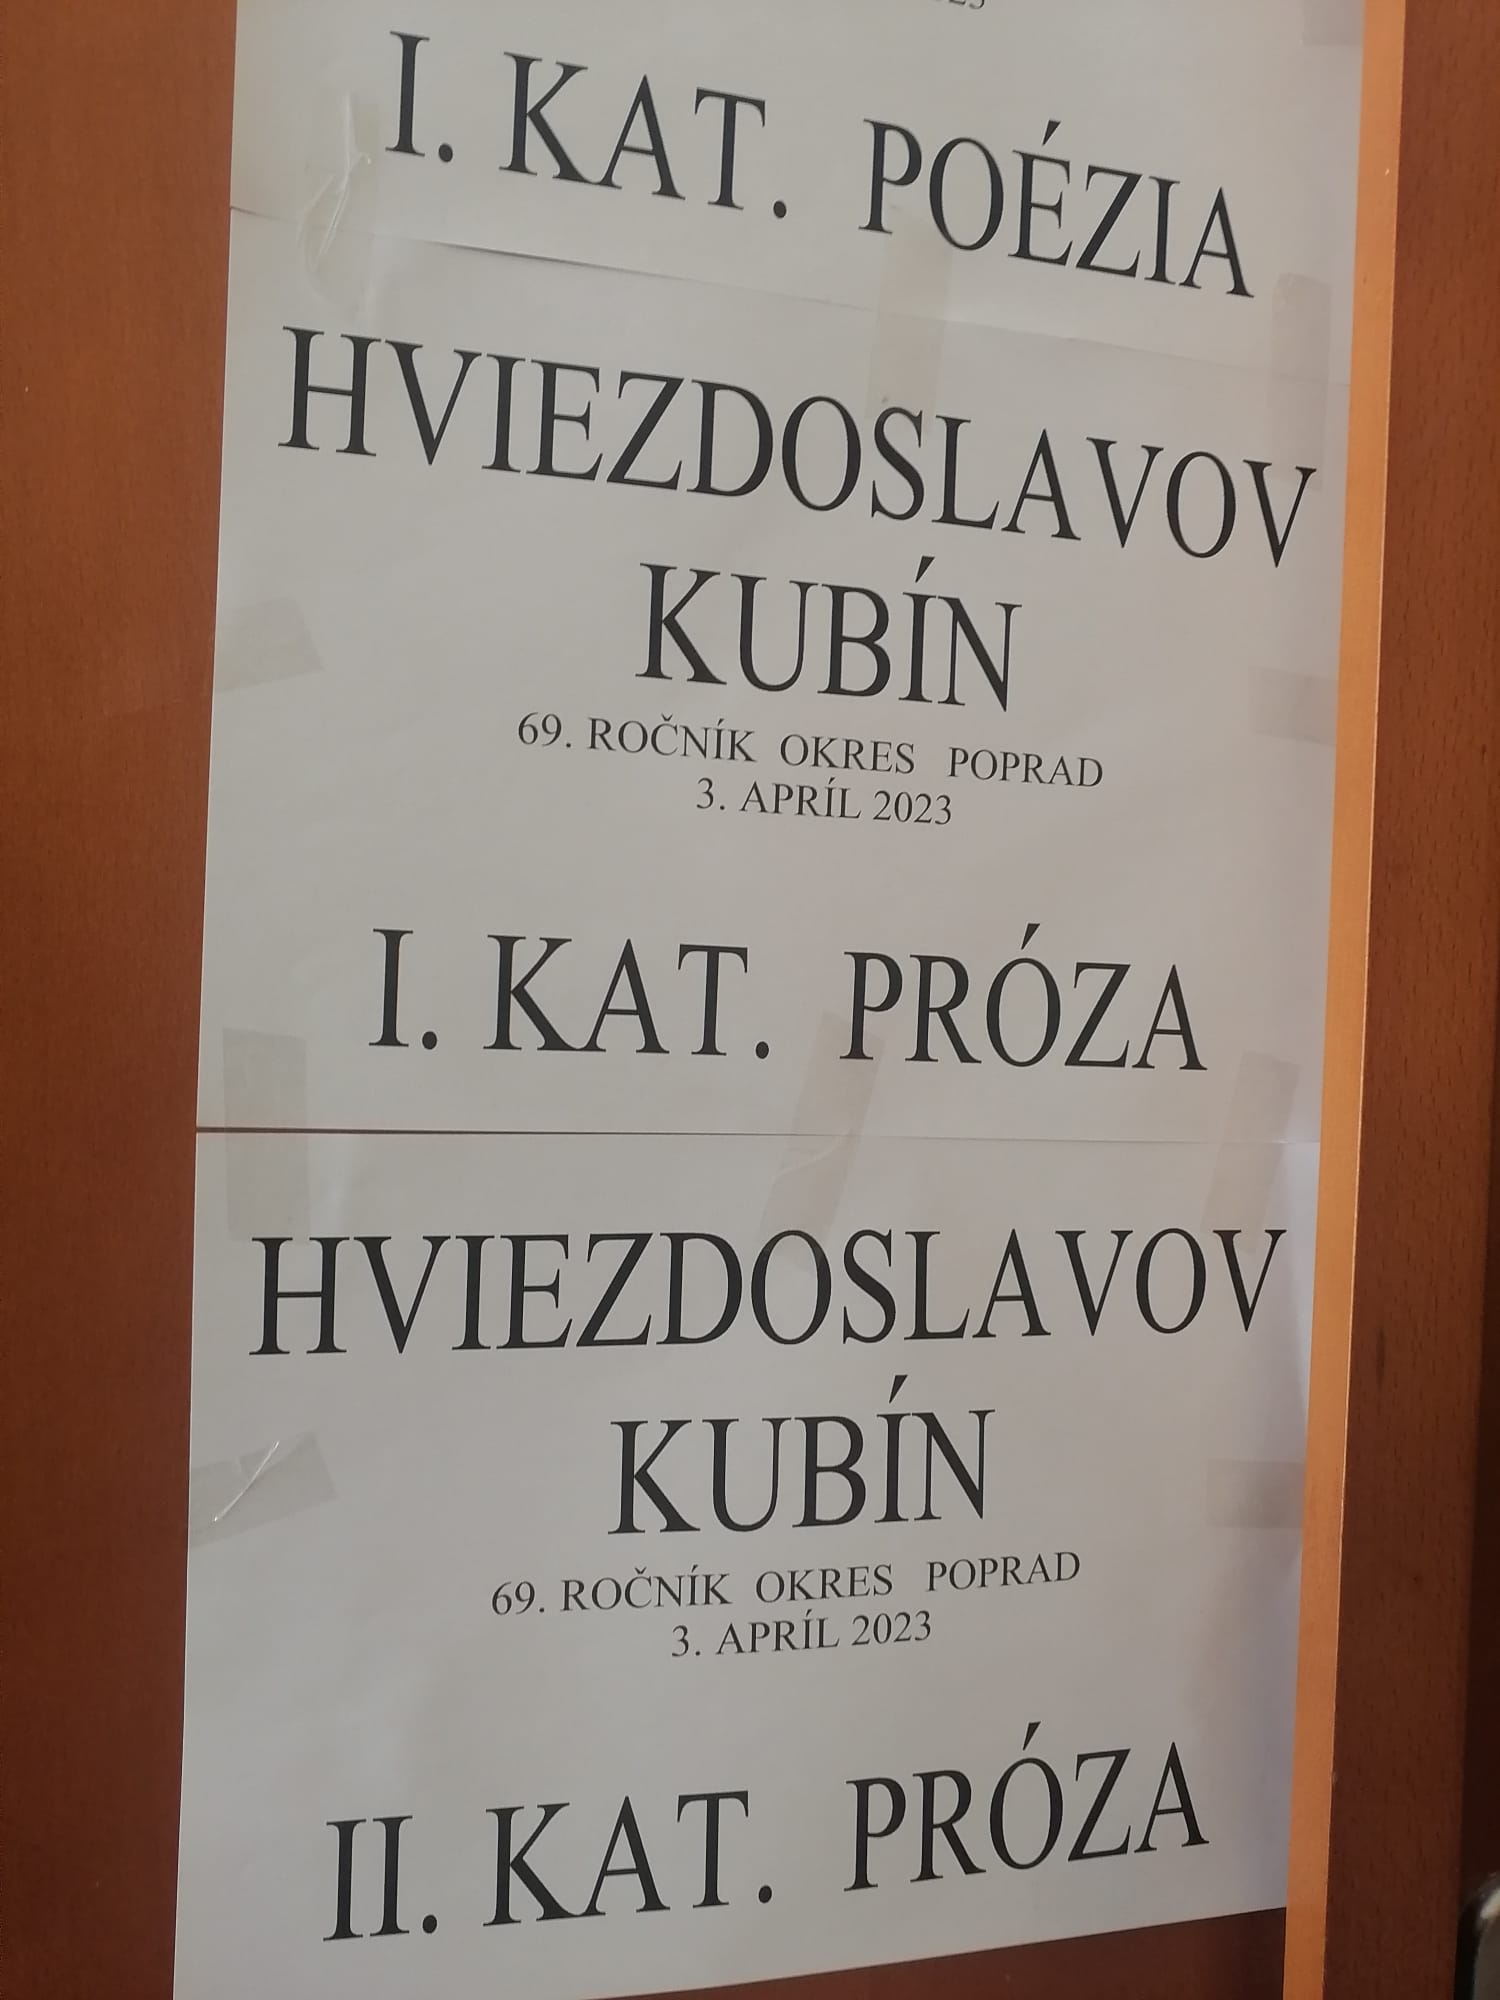 I. KAT. POÉZIA
HVIEZDOSLAVOV
KUBÍN
69. ROČNÍK OKRES POPRAD
3. APRÍL 2023
I. KAT. PRÓZA
HVIEZDOSLAVOV
KUBÍN
69. ROČNÍK OKRES POPRAD
3. APRÍL 2023
II. KAT. PRÓZA